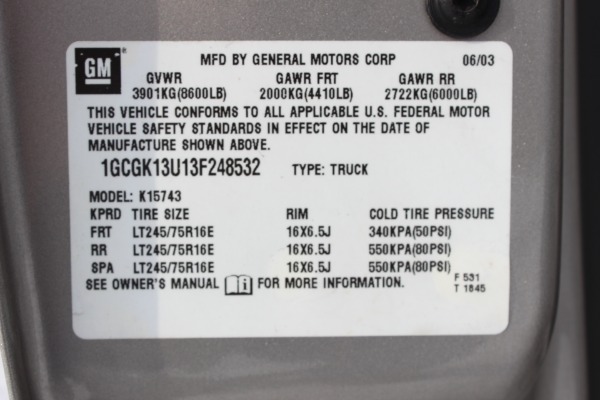 GM
MFD BY GENERAL MOTORS CORP 06/03
GVWR GAWR FRT GAWR RR
3901KG(8600LB) 2000KG(4410LB) 2722KG(6000LB)
THIS VEHICLE CONFORMS TO ALL APPLICABLE U.S. FEDERAL MOTOR
VEHICLE SAFETY STANDARDS IN EFFECT ON THE DATE OF
MANUFACTURE SHOWN ABOVE.
1GCGK13U13F248532 TYPE: TRUCK
MODEL: K15743
KPRD TIRE SIZE RIM COLD TIRE PRESSURE
FRT LT245/75R16E 16X6.5J 340KPA(50PSI)
RR LT245/75R16E 16X6.5J 550KPA(80PSI)
SPA LT245/75R16E 16X6.5J 550KPA(80PSI)
SEE OWNER'S MANUAL FOR MORE INFORMATION.
F 531
T 1845